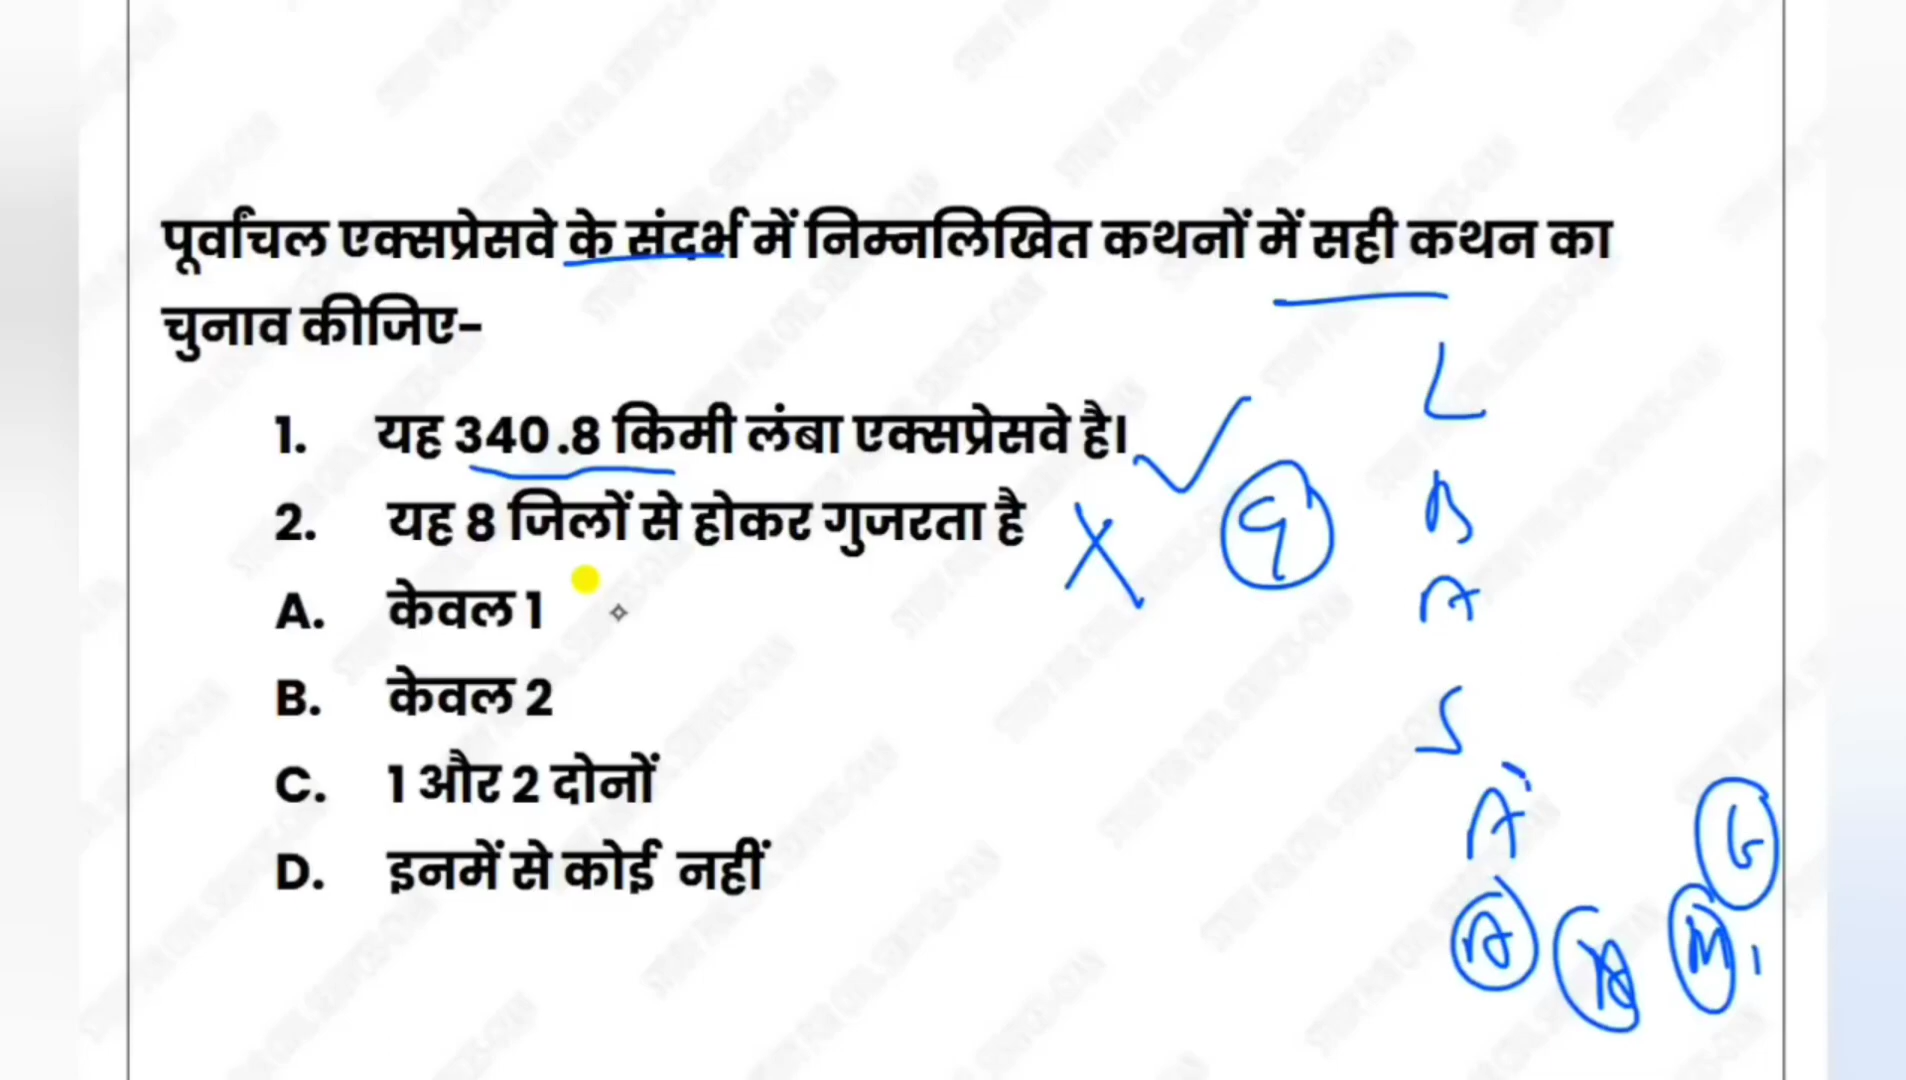 पूर्वांचल एक्सप्रेसवे के संदर्भ में निम्नलिखित कथनों में सही कथन का
चुनाव कीजिए-
1. यह 340.8 किमी लंबा एक्सप्रेसवे है।
2. यह 8 जिलों से होकर गुजरता है
9
A. केवल 1
B. केवल 2
C. 1 और 2 दोनों
D. इनमें से कोई नहीं
L
B
A
S
A
A
M
G